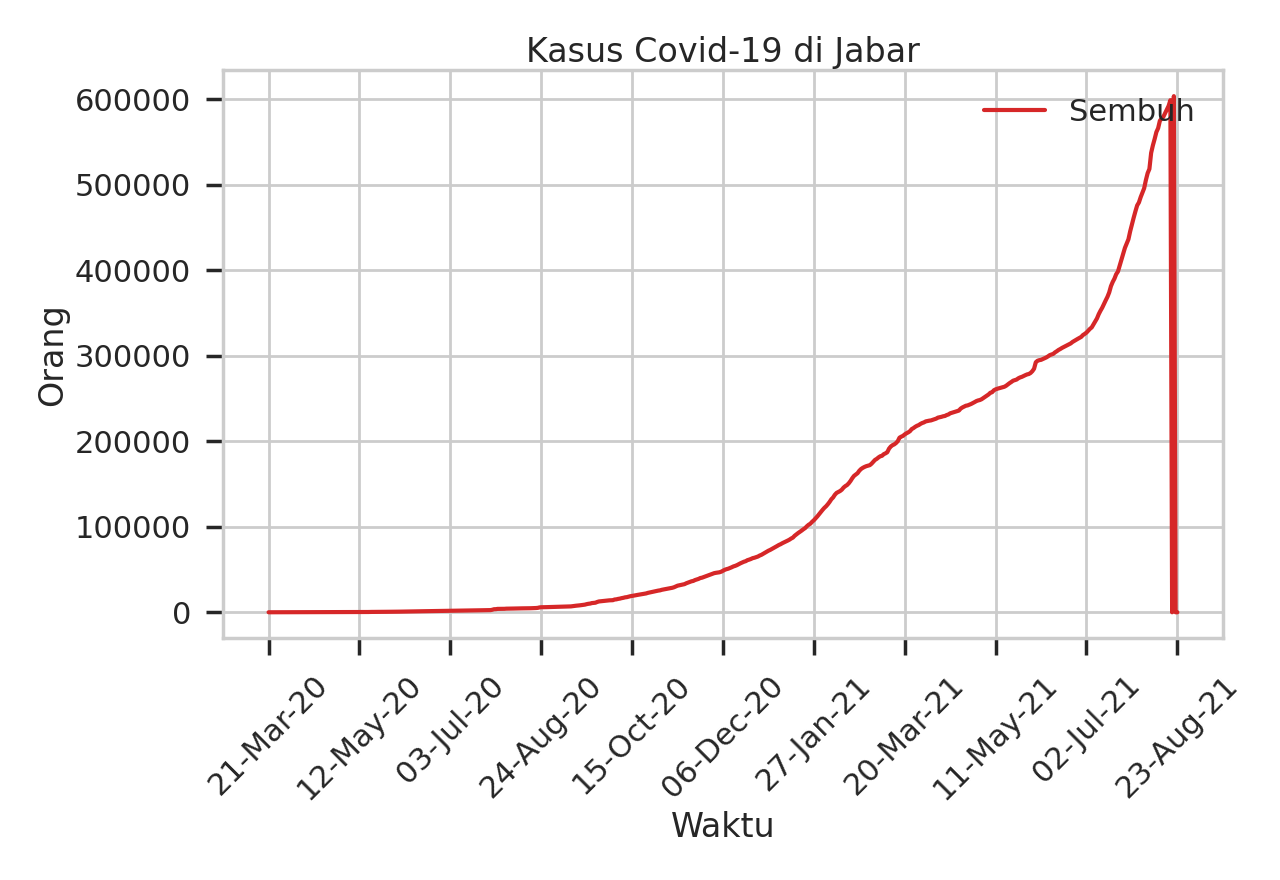 Kasus Covid-19 di Jabar
Sembuh
600000
500000
400000
300000
200000
100000
0
Orang
21-Mar-20
12-May-20
03-Jul-20
24-Aug-20
15-Oct-20
06-Dec-20
27-Jan-21
20-Mar-21
11-May-21
02-Jul-21
23-Aug-21
Waktu